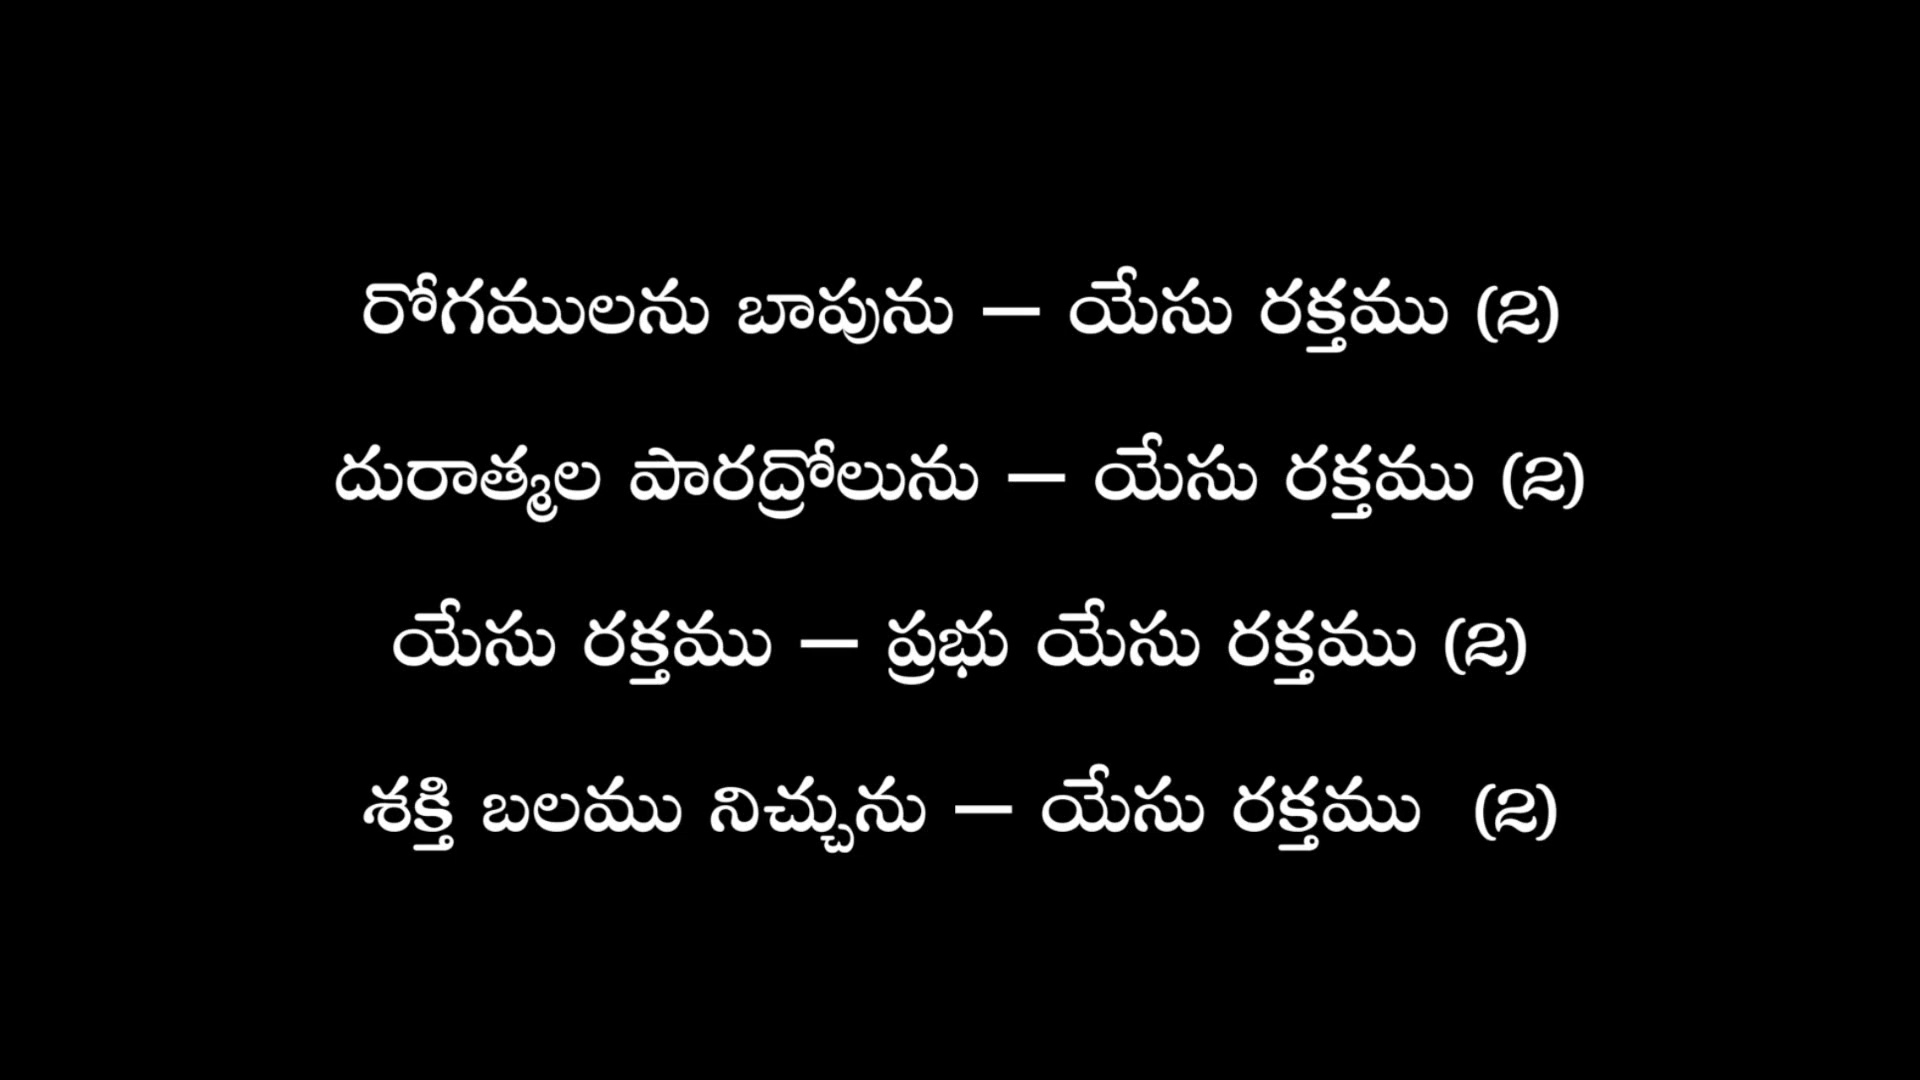 రోగములను బాపును – యేసు రక్తము (౨)
దురాత్మల పారద్రోలును – యేసు రక్తము (౨)
యేసు రక్తము – ప్రభు యేసు రక్తము (౨)
శక్తి బలము నిచ్చును – యేసు రక్తము (౨)